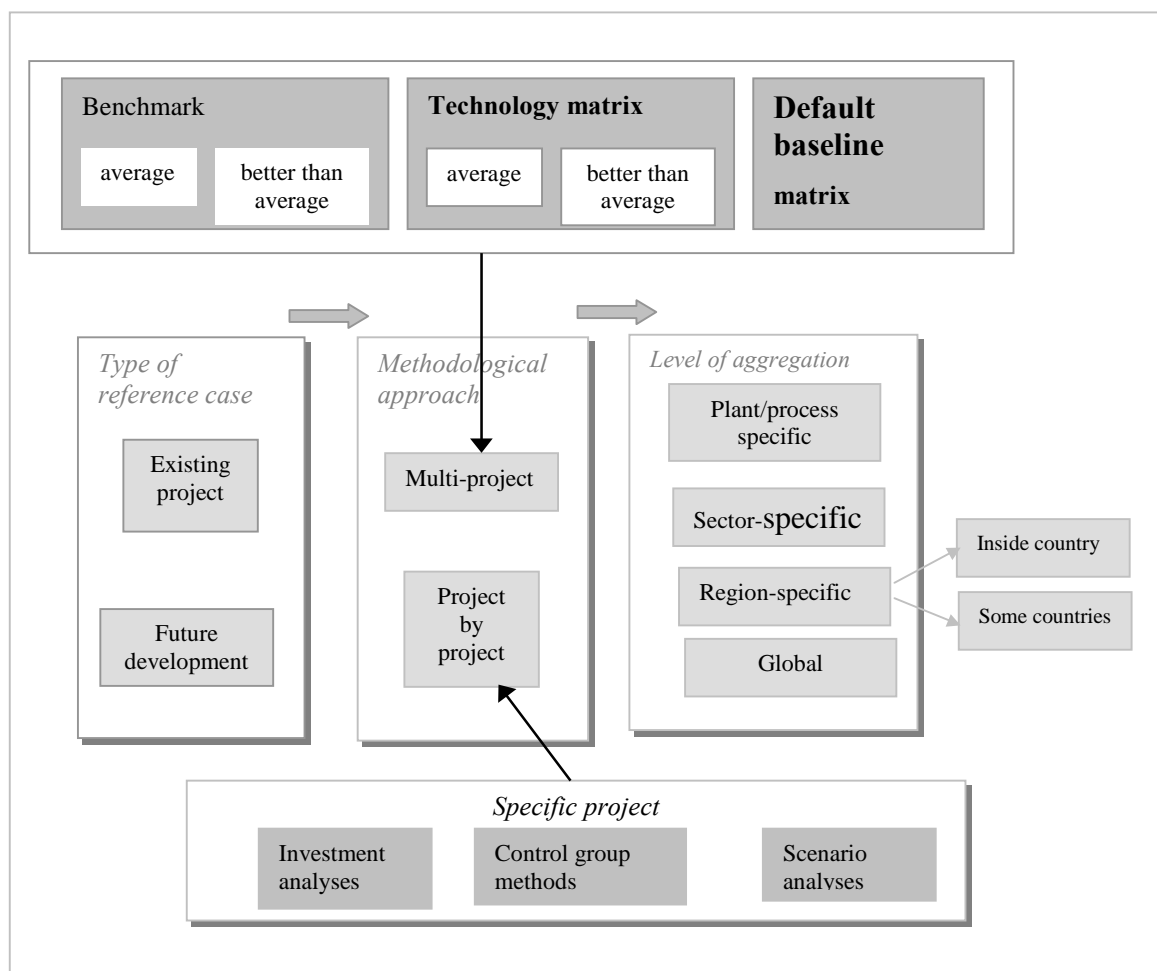 Benchmark
average
better than
average
Technology matrix
average
better than
average
Default
baseline
matrix
Type of
reference case
Existing
project
Future
development
Methodological
approach
Multi-project
Project
by
project
Level of aggregation
Plant/process
specific
Sector-specific
Region-specific
Global
Inside country
Some countries
Specific project
Investment
analyses
Control group
methods
Scenario
analyses